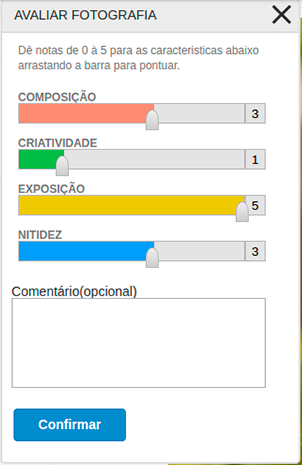 AVALIAR FOTOGRAFIA
Dê notas de 0 à 5 para as caracteristicas abaixo
arrastando a barra para pontuar.
COMPOSIÇÃO
3
CRIATIVIDADE
1
EXPOSIÇÃO
5
NITIDEZ
3
Comentário(opcional)
Confirmar